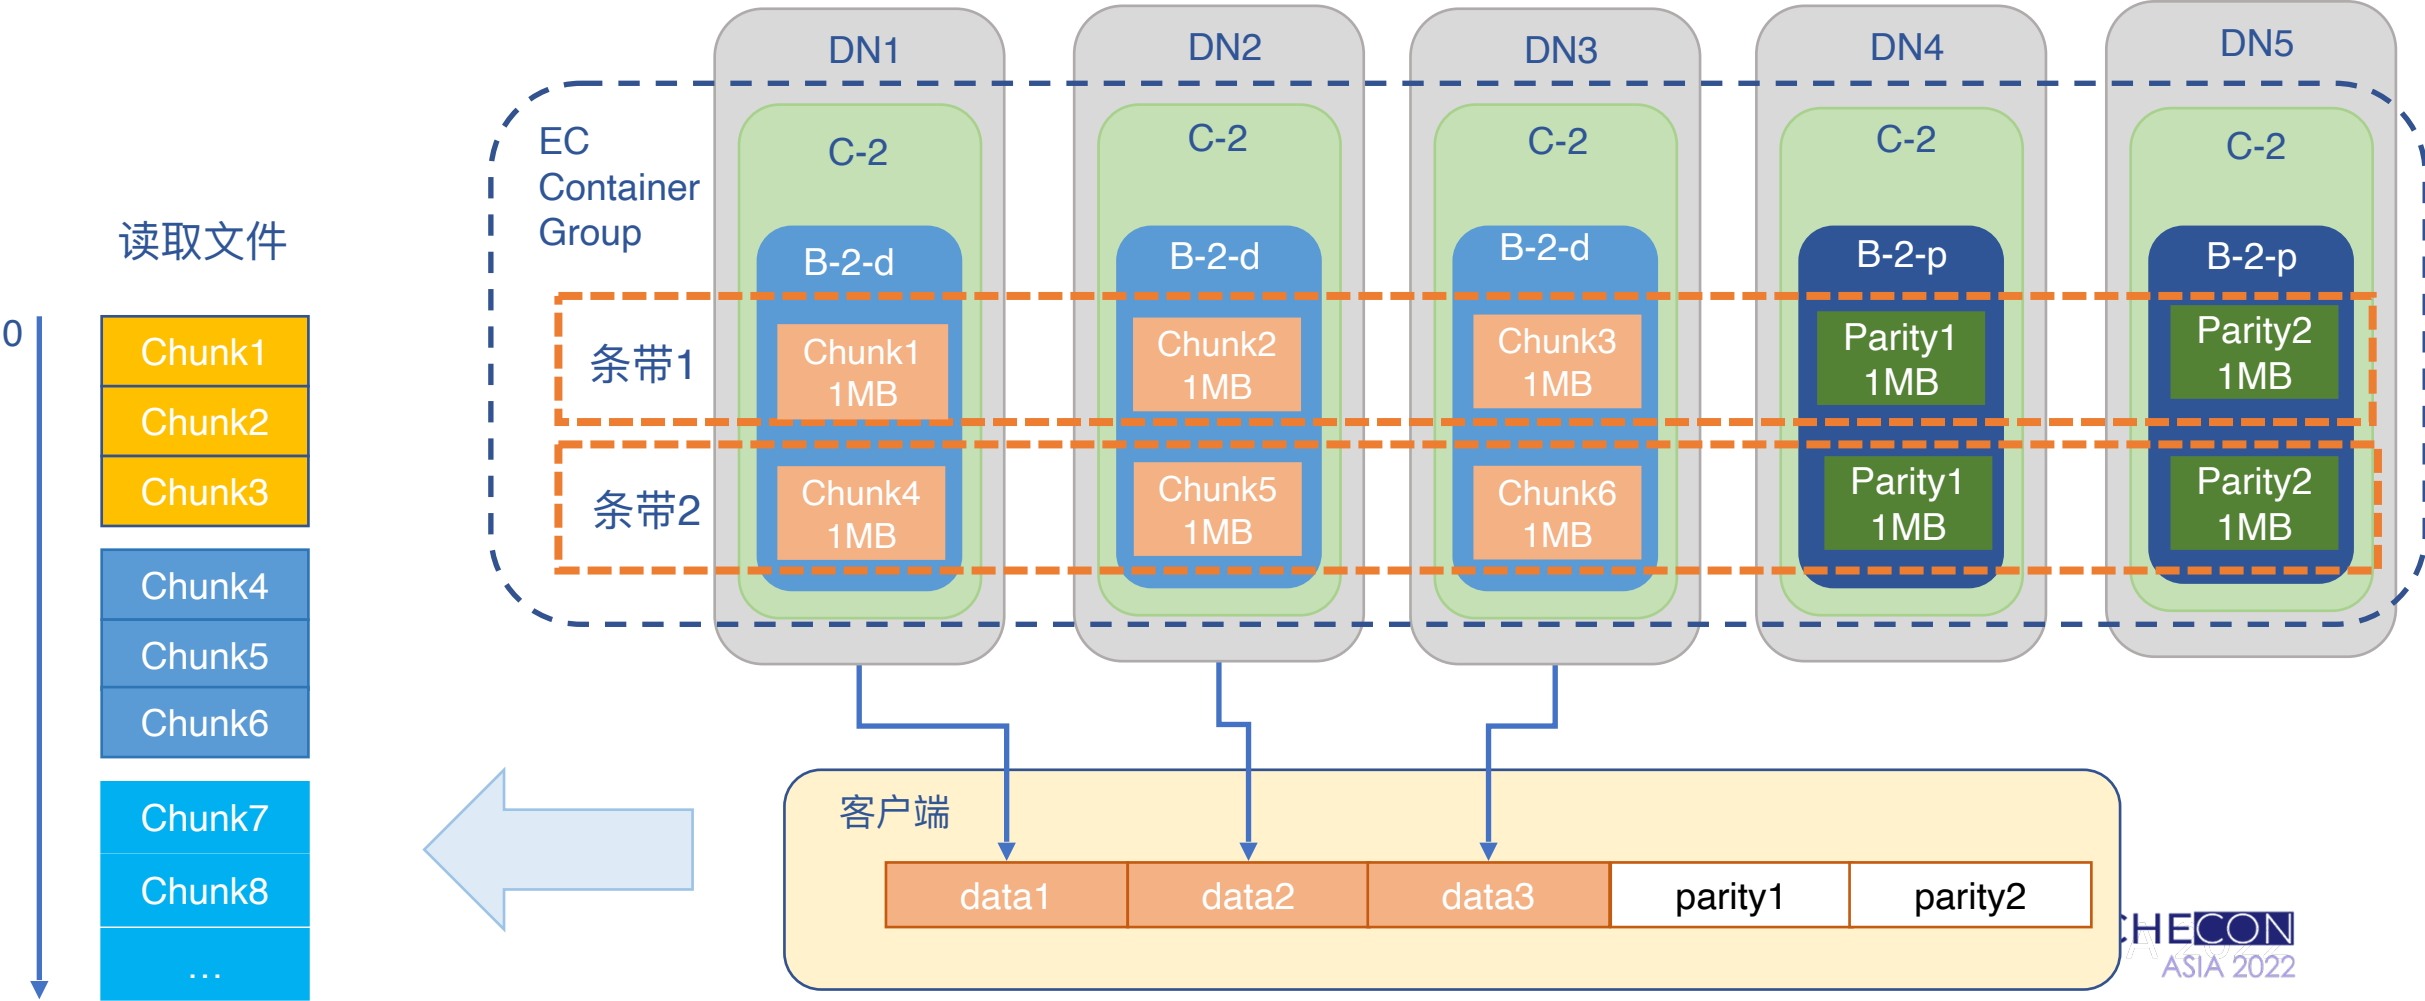 DN1
DN2
DN3
DN4
DN5
EC
Container
Group
C-2
C-2
C-2
C-2
C-2
读取文件
B-2-d
B-2-d
B-2-d
B-2-p
B-2-p
0
条带1
Chunk1
1MB
Chunk2
1MB
Chunk3
1MB
Parity1
1MB
Parity2
1MB
条带2
Chunk4
1MB
Chunk5
1MB
Chunk6
1MB
Parity1
1MB
Parity2
1MB
Chunk1
Chunk2
Chunk3
Chunk4
Chunk5
Chunk6
Chunk7
Chunk8
...
客户端
data1
data2
data3
parity1
parity2
HECON
ASIA 2022